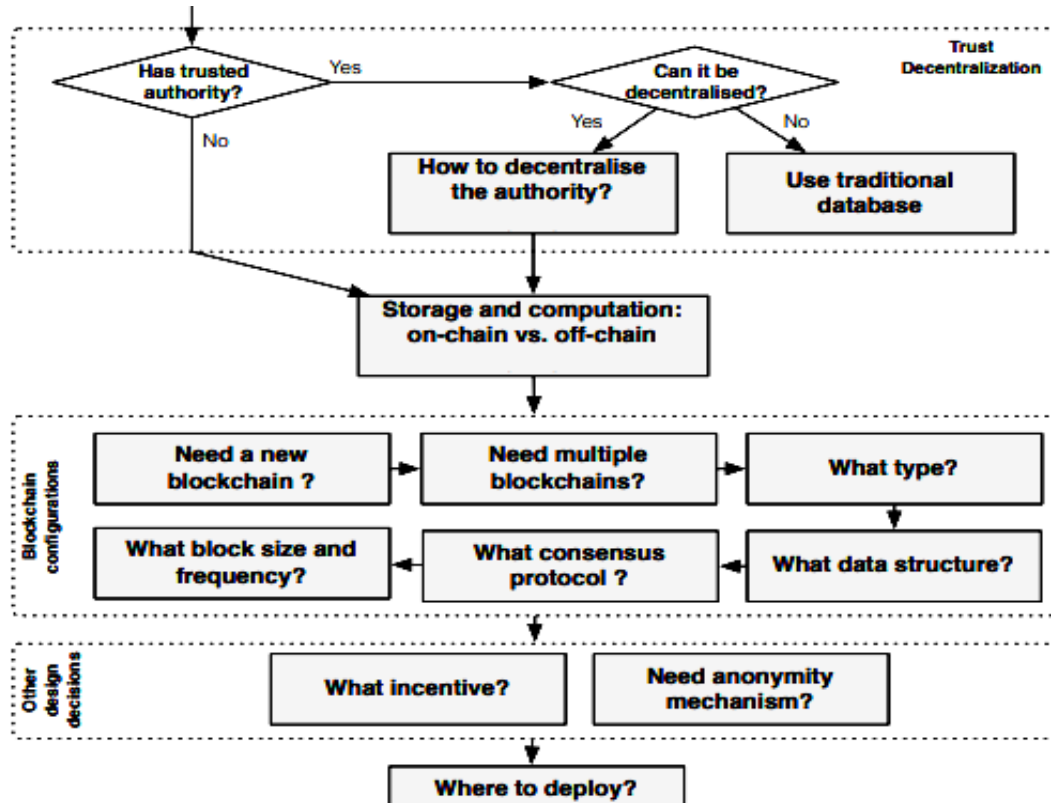 Trust
Decentralization
Has trusted
authority?
Yes
Can it be
decentralised?
Yes
No
No
How to decentralise
the authority?
Use traditional
database
Storage and computation:
on-chain vs. off-chain
Blockchain
configurations
Need a new
blockchain ?
Need multiple
blockchains?
What type?
What block size and
frequency?
What consensus
protocol ?
What data structure?
Other
design
decisions
What incentive?
Need anonymity
mechanism?
Where to deploy?